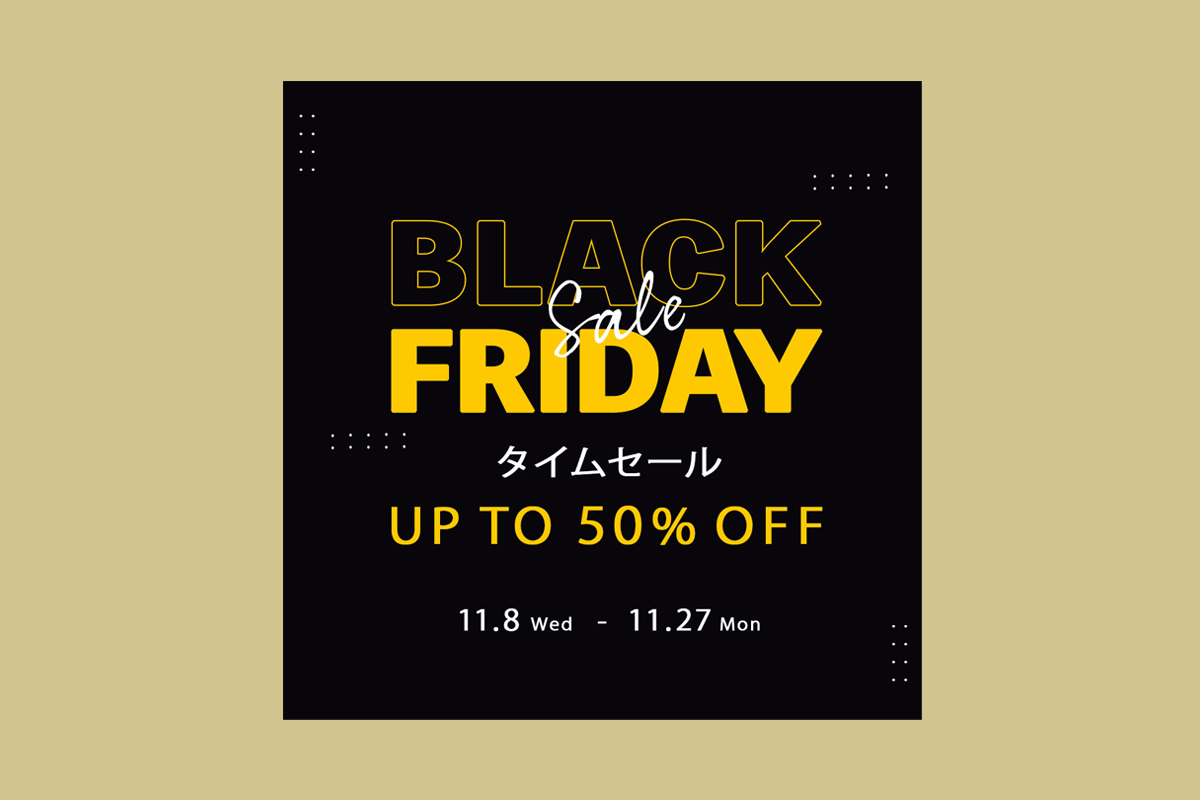 BLACK
Sale
FRIDAY
タイムセール
UP TO 50% OFF
11.8 Wed - 11.27 Mon